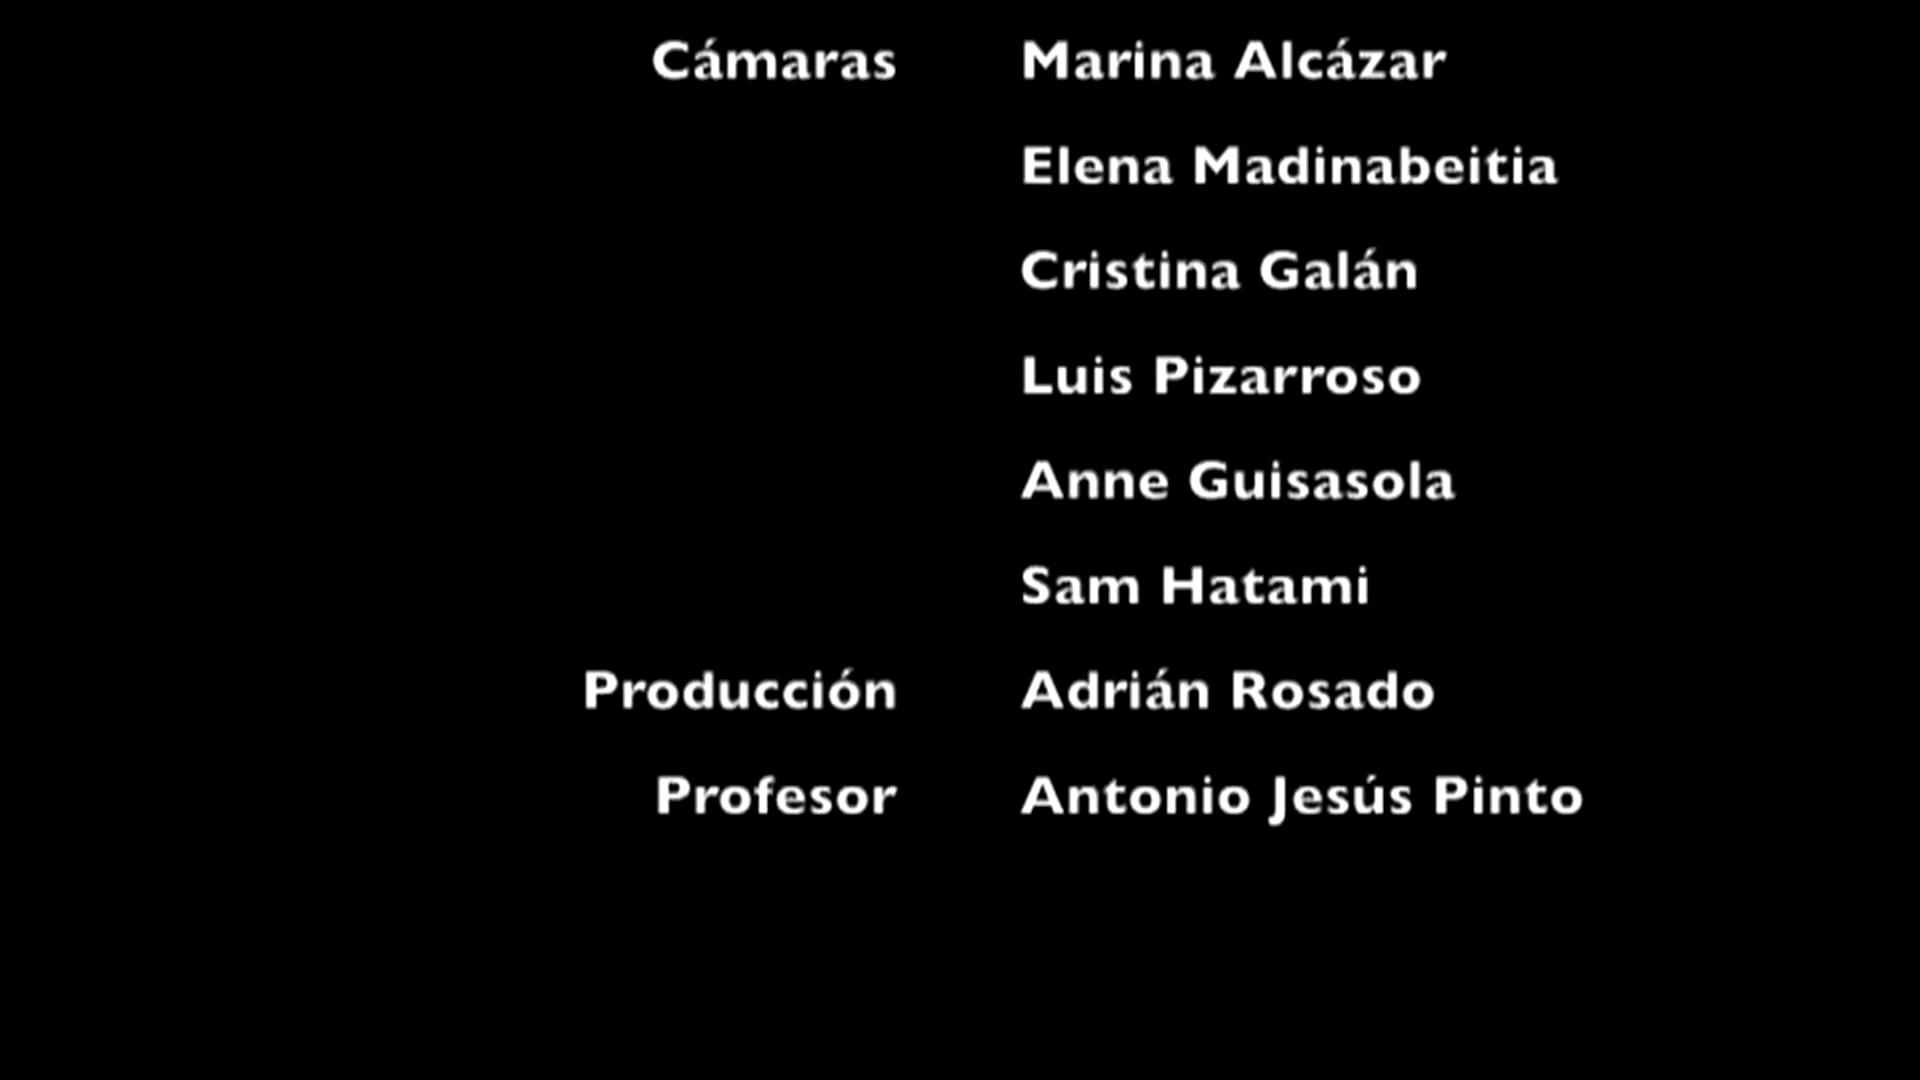 Cámaras Marina Alcázar
Elena Madinabeitia
Cristina Galán
Luis Pizarroso
Anne Guisasola
Sam Hatami
Producción Adrián Rosado
Profesor Antonio Jesús Pinto